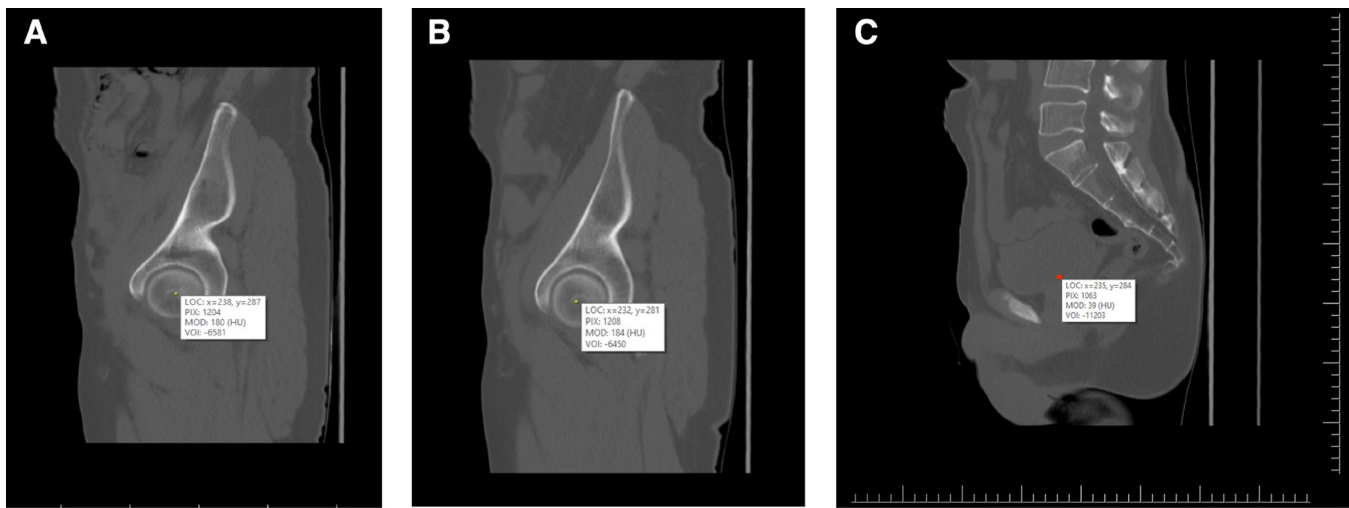 A
LOC: x=238, y=287
PIX: 1204
MOD: 180 (HU)
VOI: -6581
B
LOC: x=232, y=281
PIX: 1208
MOD: 184 (HU)
VOI: -6450
C
LOC: x=235, y=284
PIX: 1063
MOD: 39 (HU)
VOI: -11203